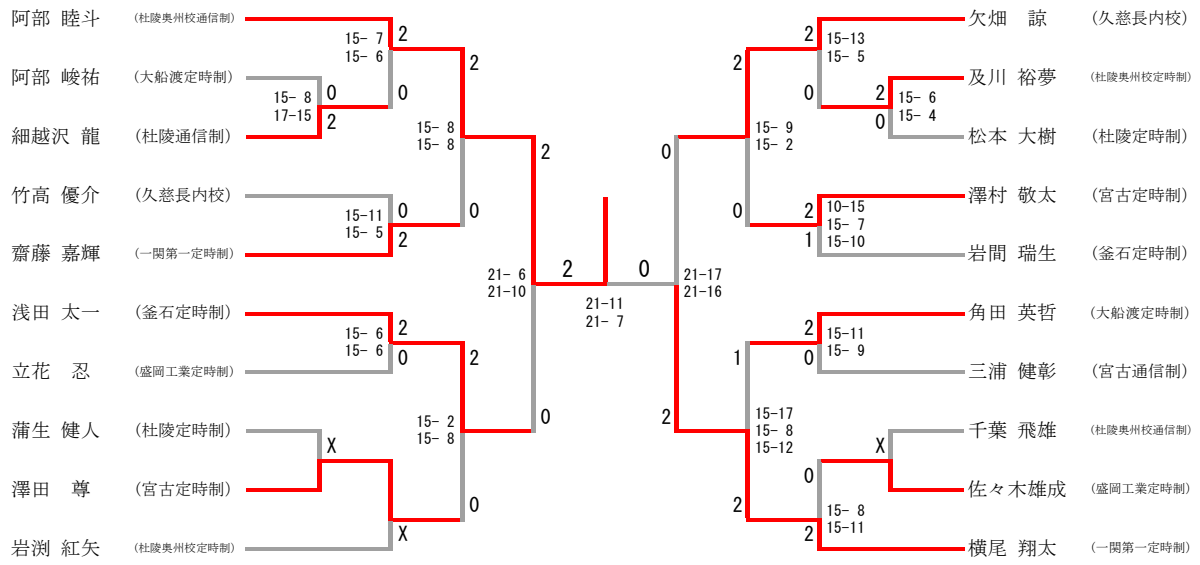 阿部 睦斗 (杜陵奥州校通信制)
阿部 峻祐 (大船渡定時制)
細越沢 龍 (杜陵通信制)
竹高 優介 (久慈長内校)
齋藤 嘉輝 (一関第一定時制)
浅田 太一 (釜石定時制)
立花 忍 (盛岡工業定時制)
蒲生 健人 (杜陵定時制)
澤田 尊 (宮古定時制)
岩渕 紅矢 (杜陵奥州校定時制)
15- 7
15- 6
2
0
15- 8
17-15
0
2
15-11
15- 5
0
2
15- 6
15- 6
2
0
X
X
15- 8
15- 8
2
0
15- 2
15- 8
2
0
21- 6
21-10
2
0
2
0
21-11
21- 7
21-17
21-16
0
2
15- 9
15- 2
2
0
15-17
15- 8
15-12
1
2
15-13
15- 5
2
0
15- 6
15- 4
2
0
10-15
15- 7
15-10
2
1
15-11
15- 9
2
0
X
15- 8
15-11
0
2
欠畑 諒 (久慈長内校)
及川 裕夢 (杜陵奥州校定時制)
松本 大樹 (杜陵定時制)
澤村 敬太 (宮古定時制)
岩間 瑞生 (釜石定時制)
角田 英哲 (大船渡定時制)
三浦 健彰 (宮古通信制)
千葉 飛雄 (杜陵奥州校通信制)
佐々木雄成 (盛岡工業定時制)
横尾 翔太 (一関第一定時制)